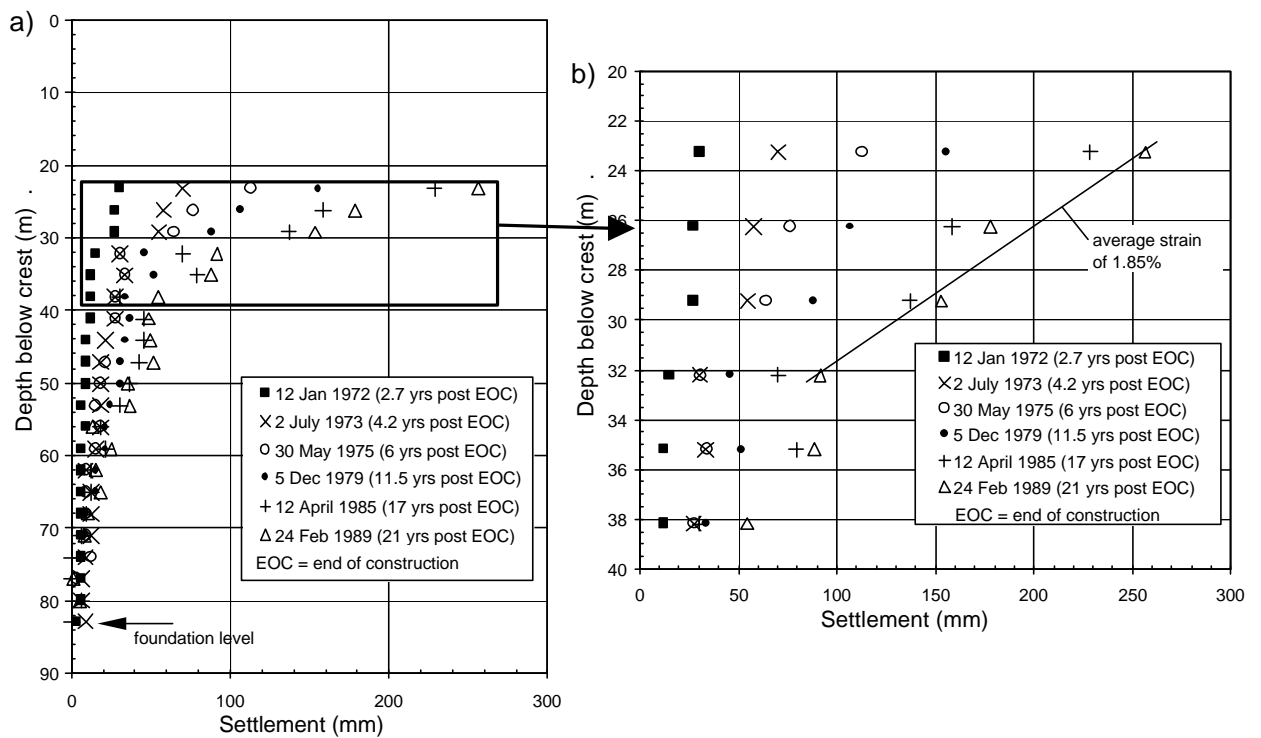 a)
0
10
20
30
40
50
60
70
80
90
Depth below crest (m) .
12 Jan 1972 (2.7 yrs post EOC)
2 July 1973 (4.2 yrs post EOC)
30 May 1975 (6 yrs post EOC)
5 Dec 1979 (11.5 yrs post EOC)
12 April 1985 (17 yrs post EOC)
24 Feb 1989 (21 yrs post EOC)
EOC = end of construction
foundation level
0 100 200 300
Settlement (mm)
b)
20
22
24
26
28
30
32
34
36
38
40
Depth below crest (m) .
average strain
of 1.85%
12 Jan 1972 (2.7 yrs post EOC)
2 July 1973 (4.2 yrs post EOC)
30 May 1975 (6 yrs post EOC)
5 Dec 1979 (11.5 yrs post EOC)
12 April 1985 (17 yrs post EOC)
24 Feb 1989 (21 yrs post EOC)
EOC = end of construction
0 50 100 150 200 250 300
Settlement (mm)